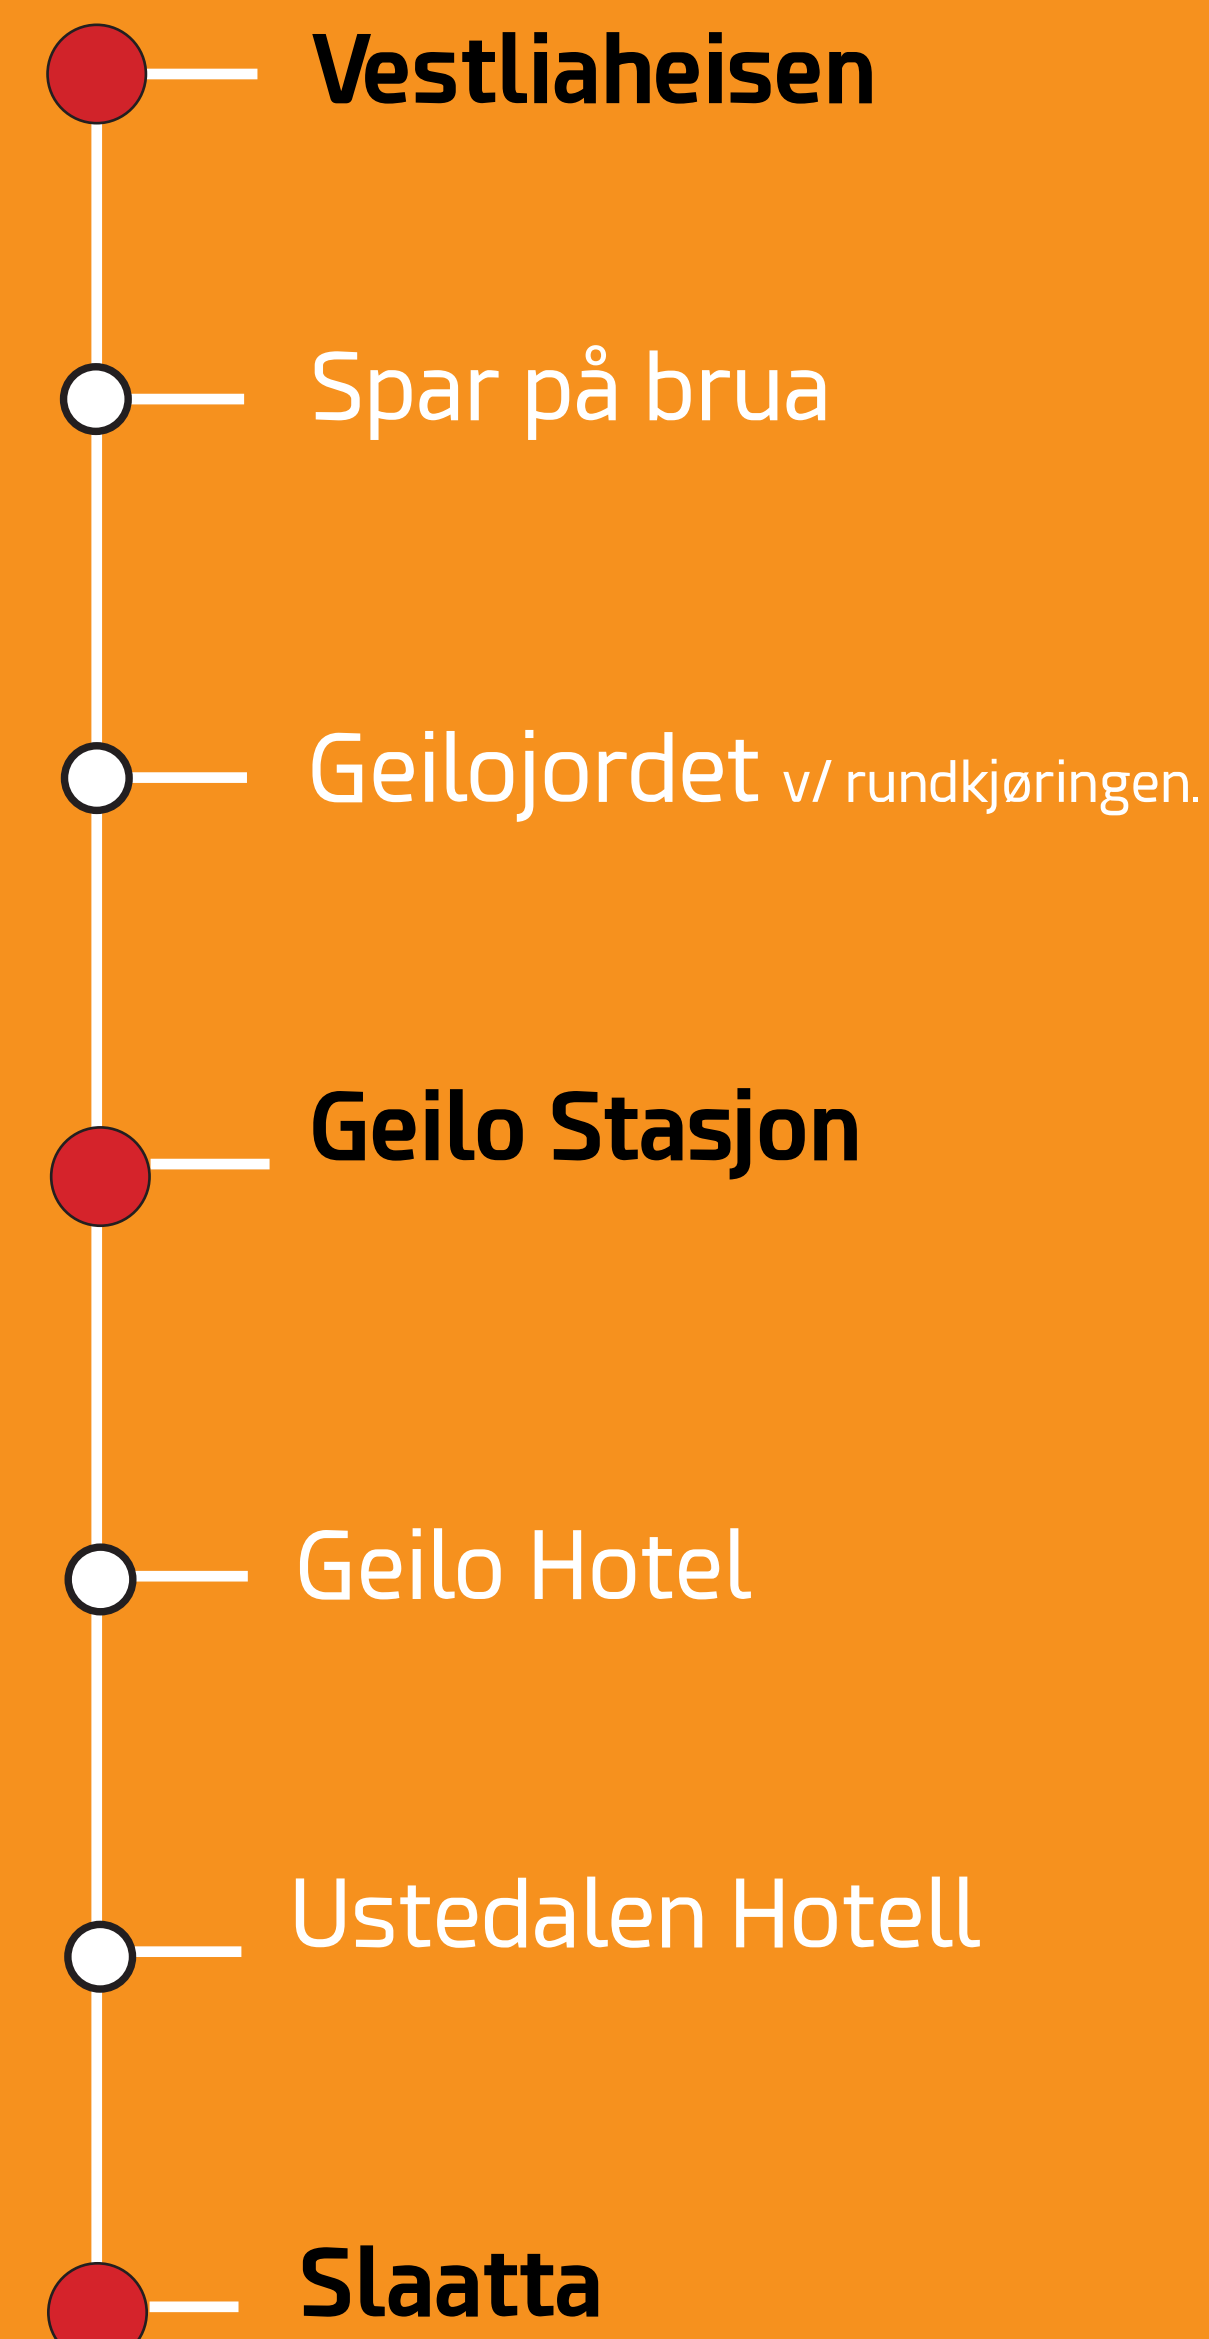 Vestliaheisen
Spar på brua
Geilojordet v/ rundkjøringen.
Geilo Stasjon
Geilo Hotel
Ustedalen Hotell
Slaatta